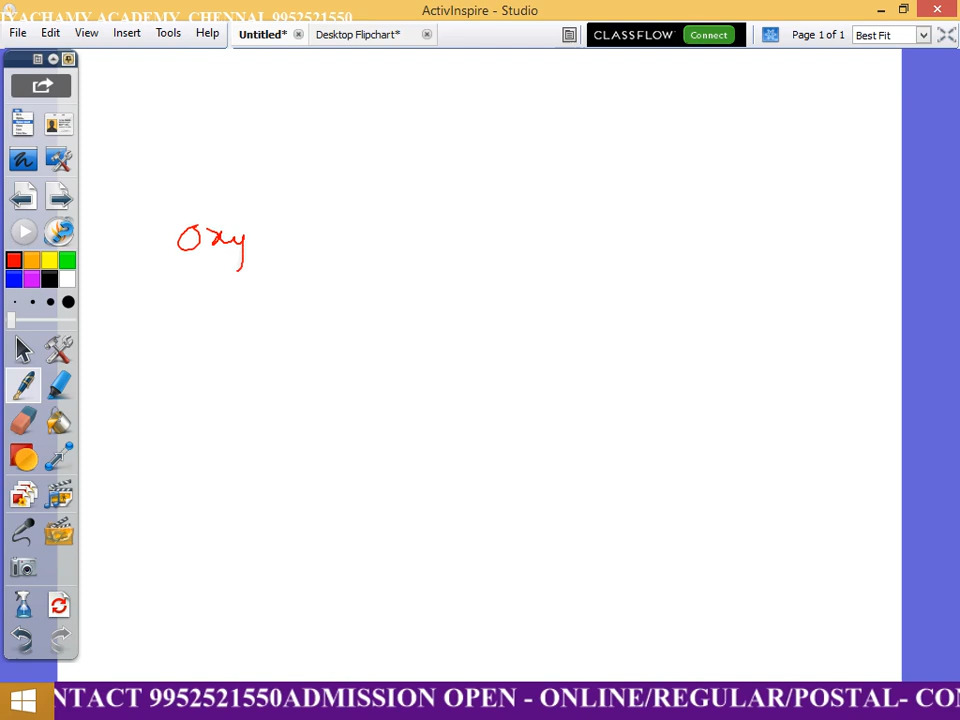 IYACHAMY ACADEMY, CHENNAI 9952521550
ActivInspire - Studio
File Edit View Insert Tools Help
Untitled* Desktop Flipchart*
CLASSFLOW Connect
Page 1 of 1 Best Fit
Oxy
NTACT 9952521550ADMISSION OPEN - ONLINE/REGULAR/POSTAL- CON